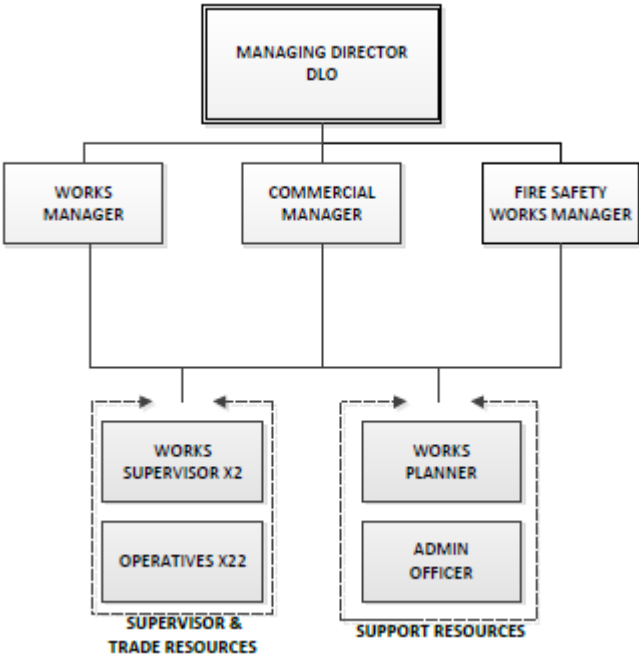 MANAGING DIRECTOR
DLO
WORKS
MANAGER
COMMERCIAL
MANAGER
FIRE SAFETY
WORKS MANAGER
WORKS
SUPERVISOR X2
OPERATIVES X22
SUPERVISOR &
TRADE RESOURCES
WORKS
PLANNER
ADMIN
OFFICER
SUPPORT RESOURCES